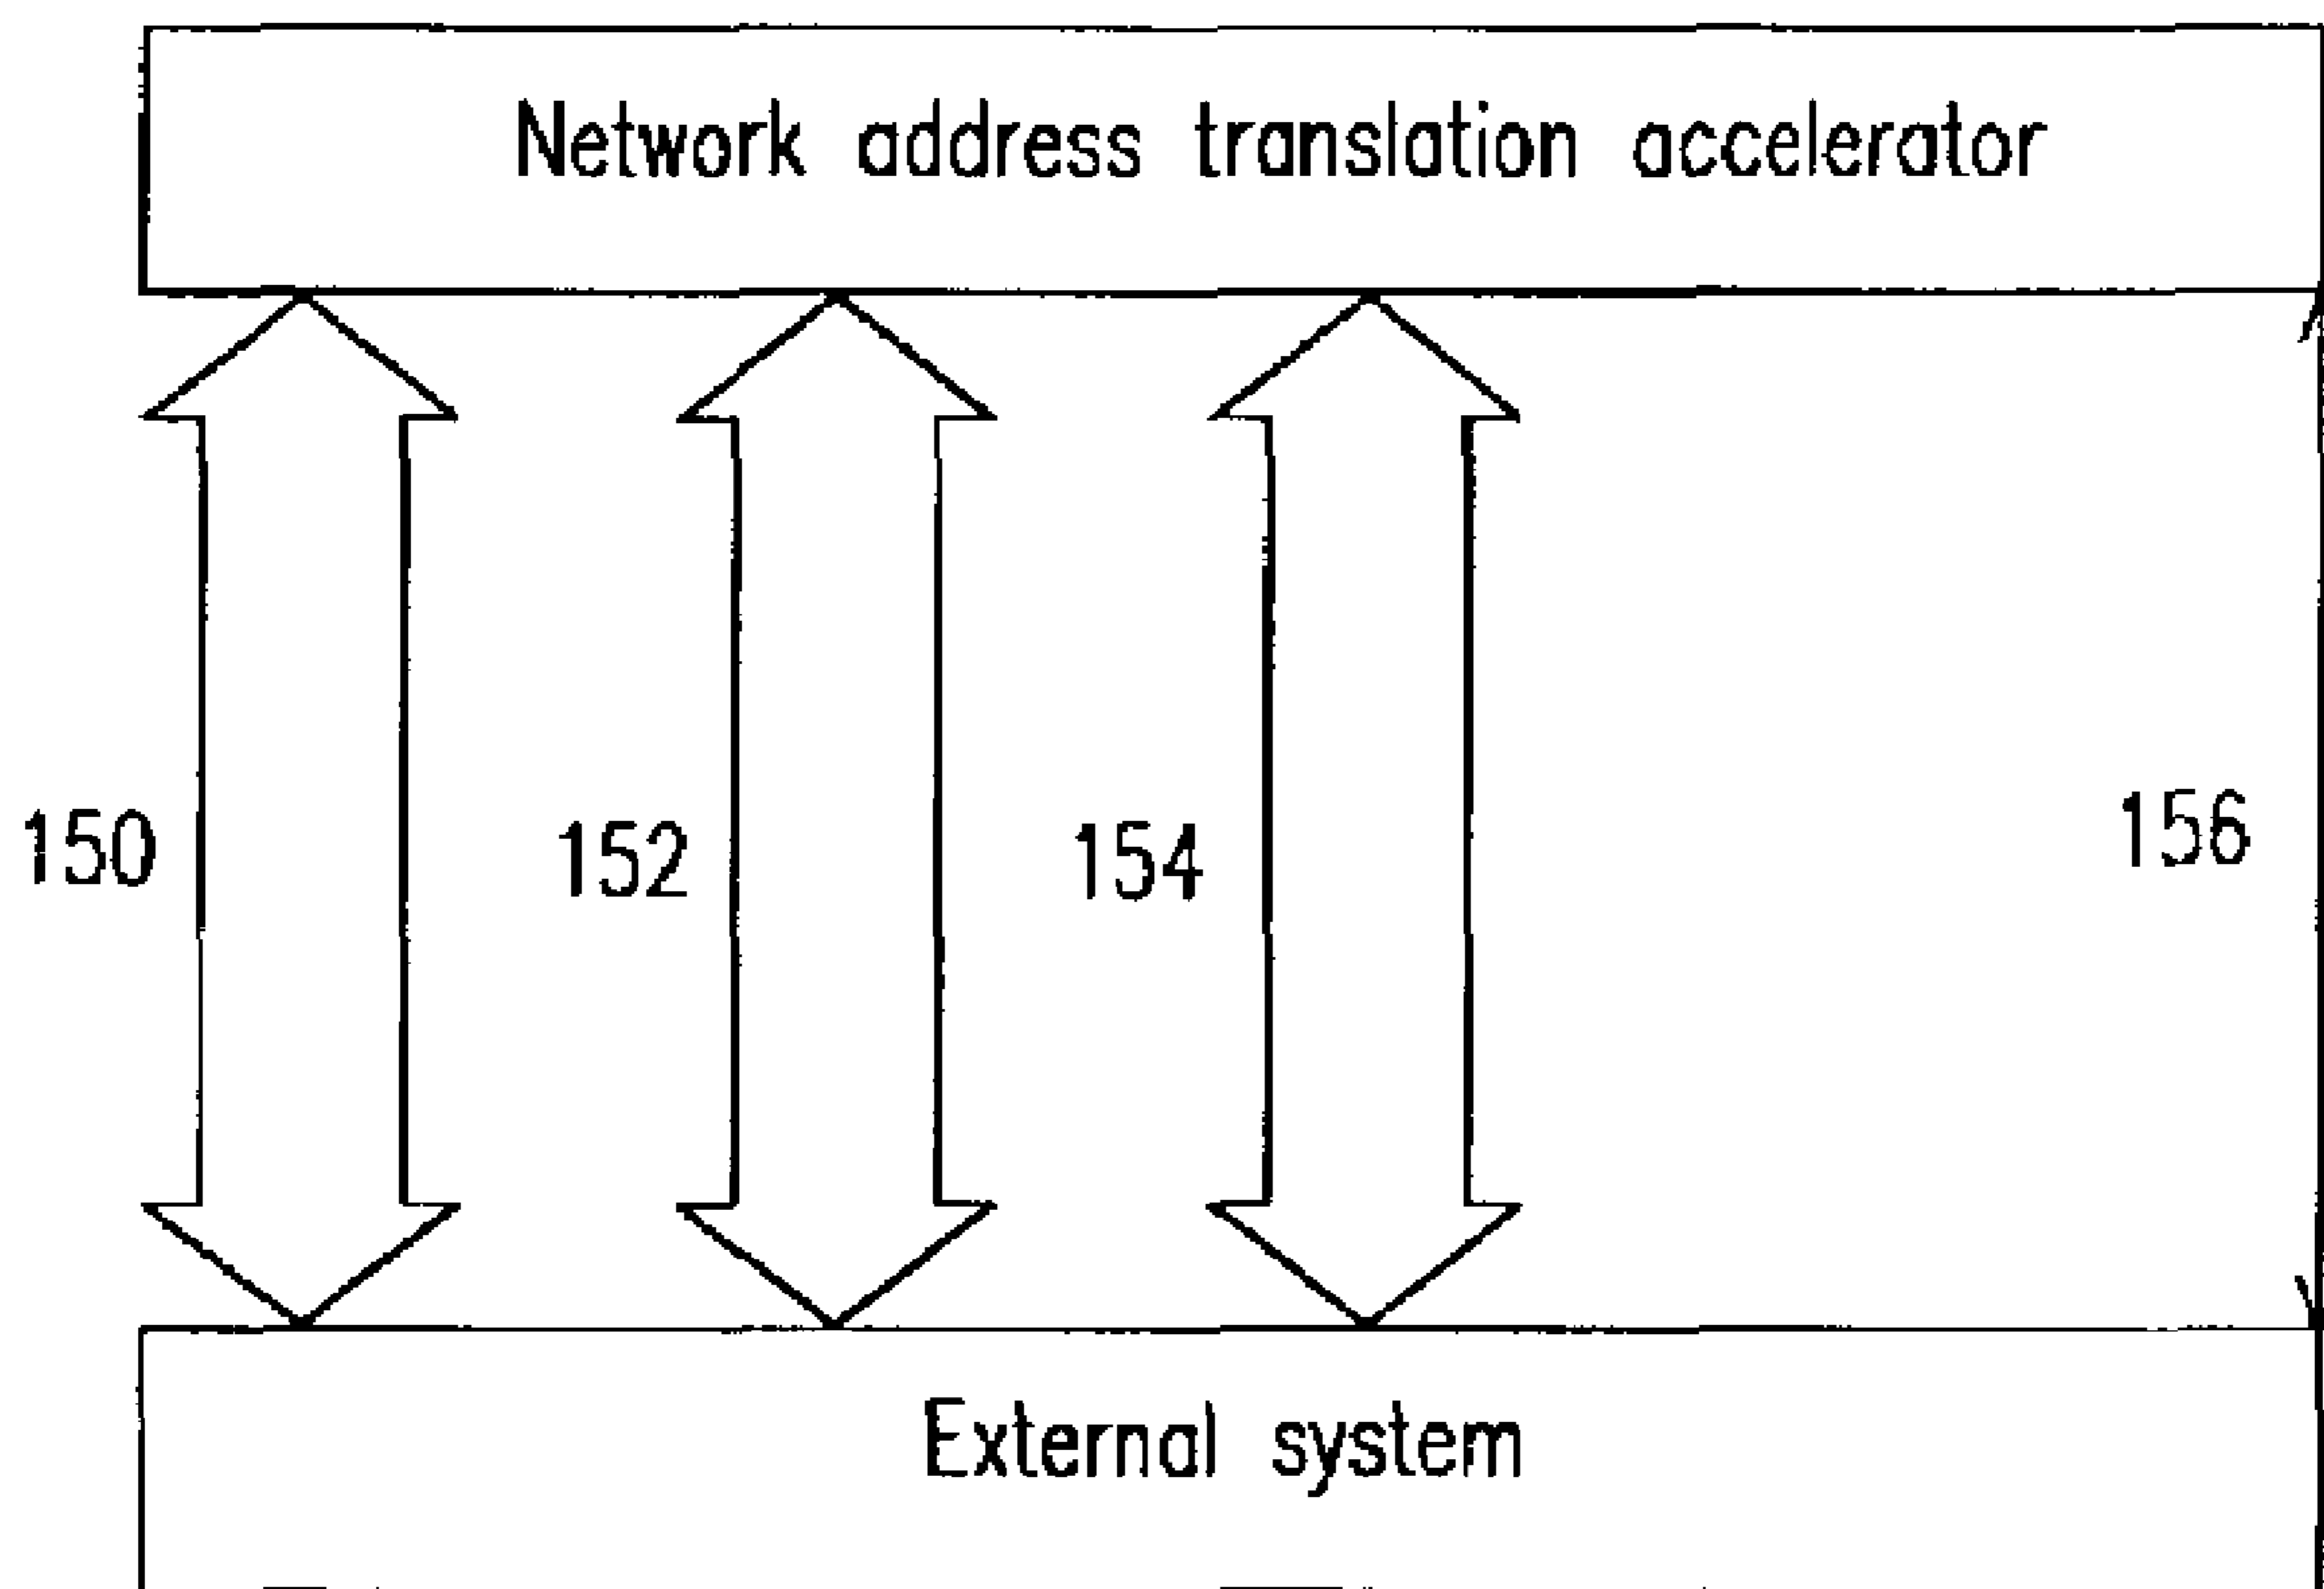 Network address translation accelerator
150
152
154
156
External system